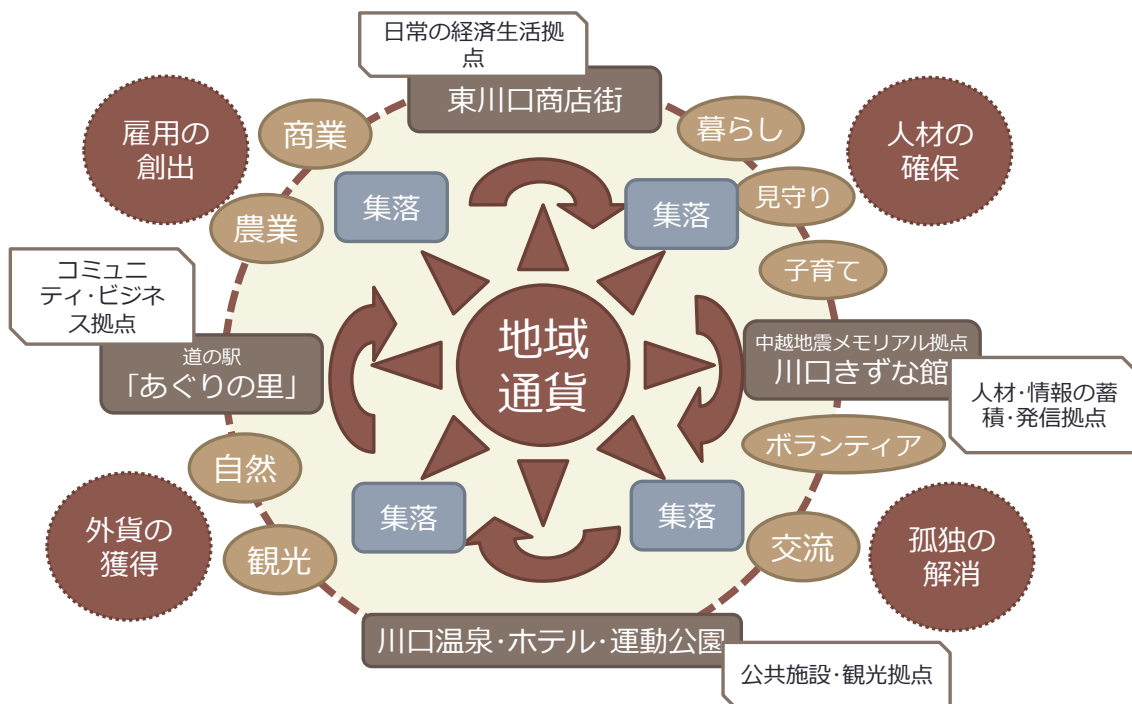 日常の経済生活拠
点
東川口商店街
雇用の
創出
商業
暮らし
人材の
確保
集落
集落
見守り
農業
子育て
コミュニ
ティ・ビジネ
ス拠点
道の駅
「あぐりの里」
地域
通貨
中越地震メモリアル拠点
川口きずな館
人材・情報の蓄
積・発信拠点
ボランティア
自然
集落
集落
外貨の
獲得
観光
交流
孤独の
解消
川口温泉・ホテル・運動公園
公共施設・観光拠点